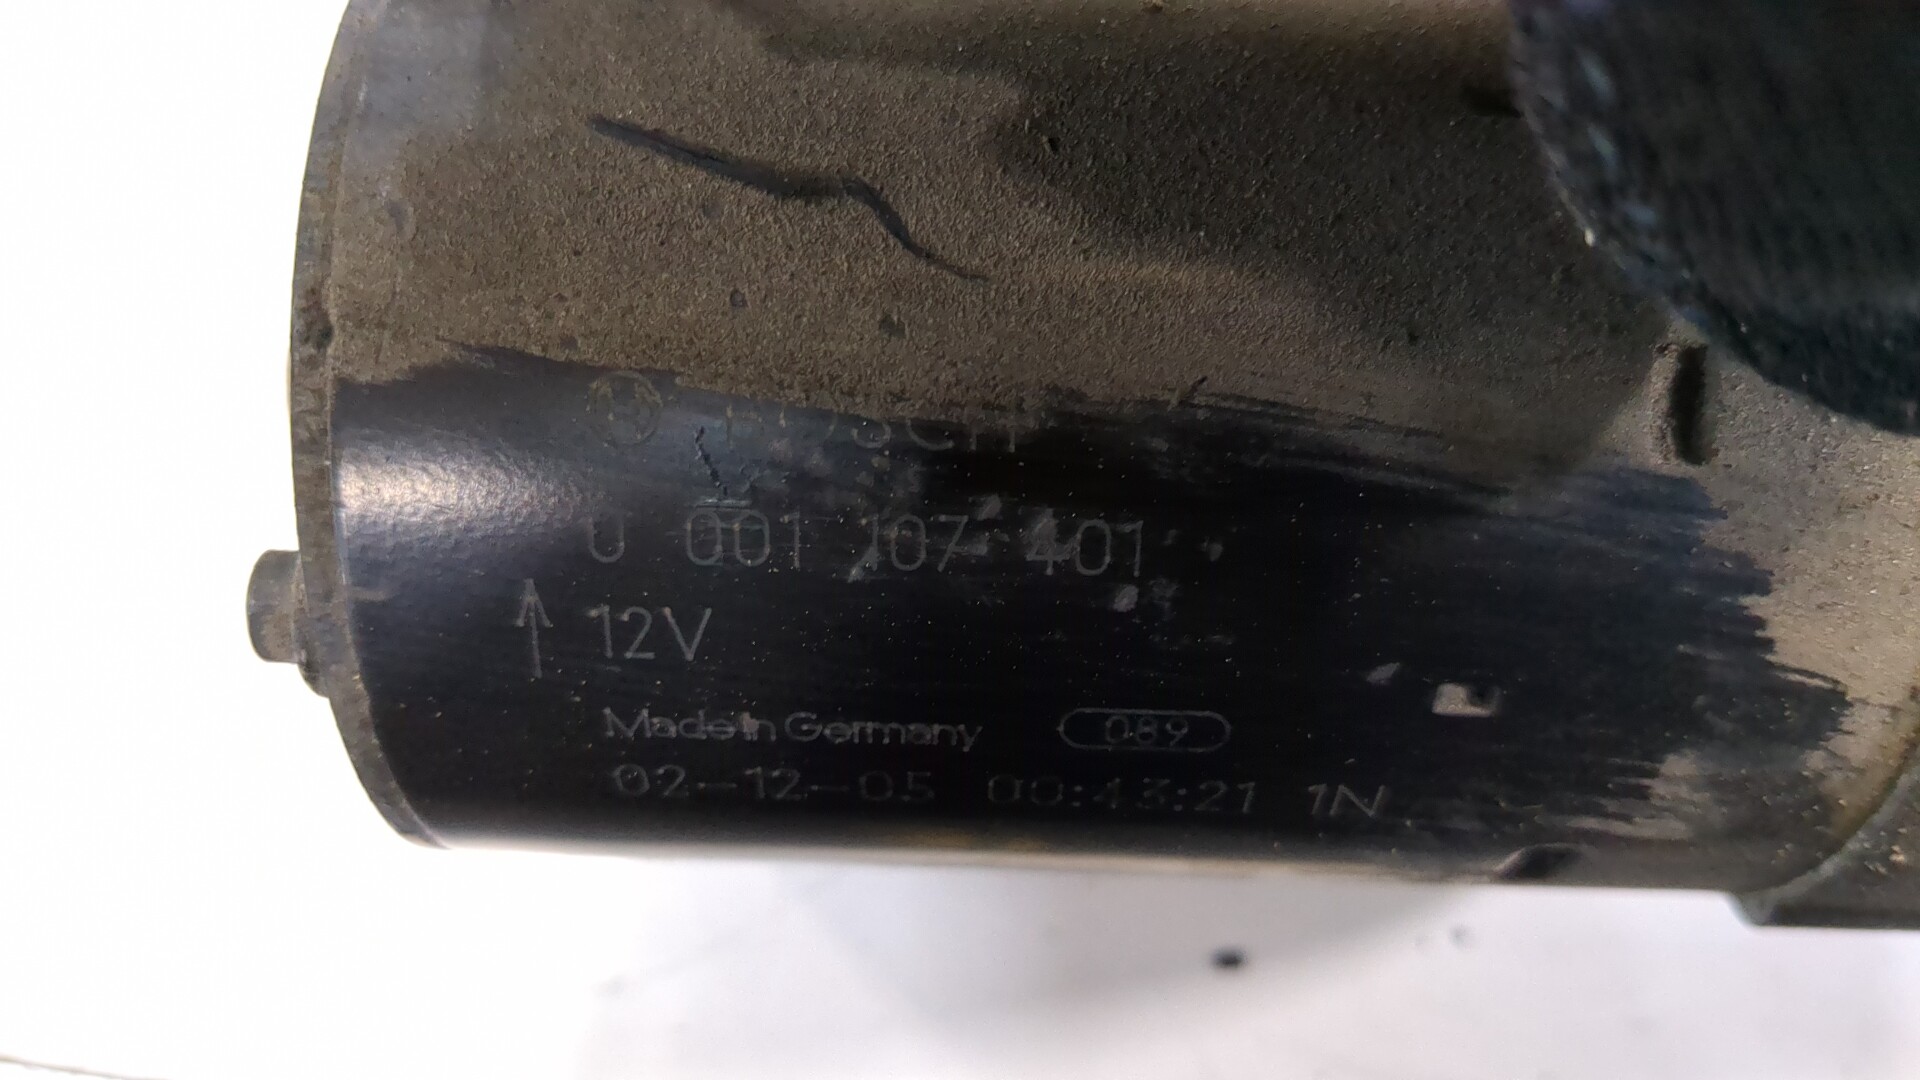 BOSCH
0 001 107 401
12V
Made in Germany 089
02-12-05 00:43:21 1N